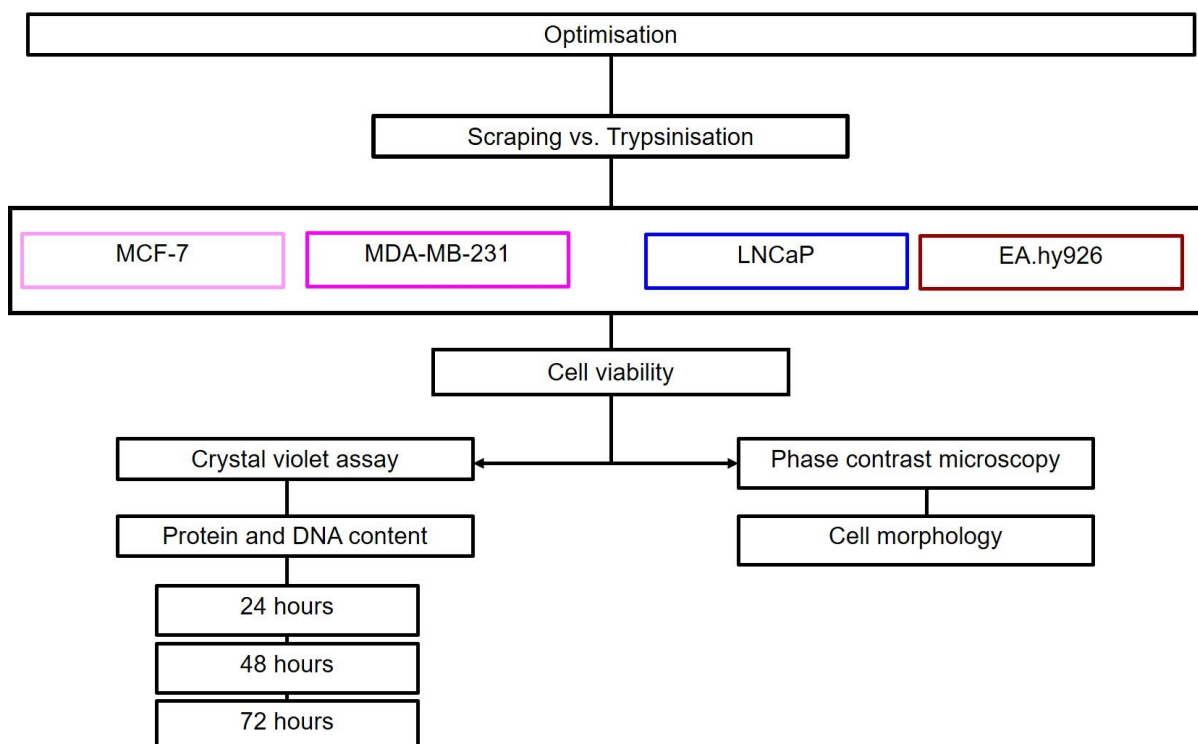 Optimisation
Scraping vs. Trypsinisation
MCF-7
MDA-MB-231
LNCaP
EA.hy926
Cell viability
Crystal violet assay
Phase contrast microscopy
Protein and DNA content
Cell morphology
24 hours
48 hours
72 hours